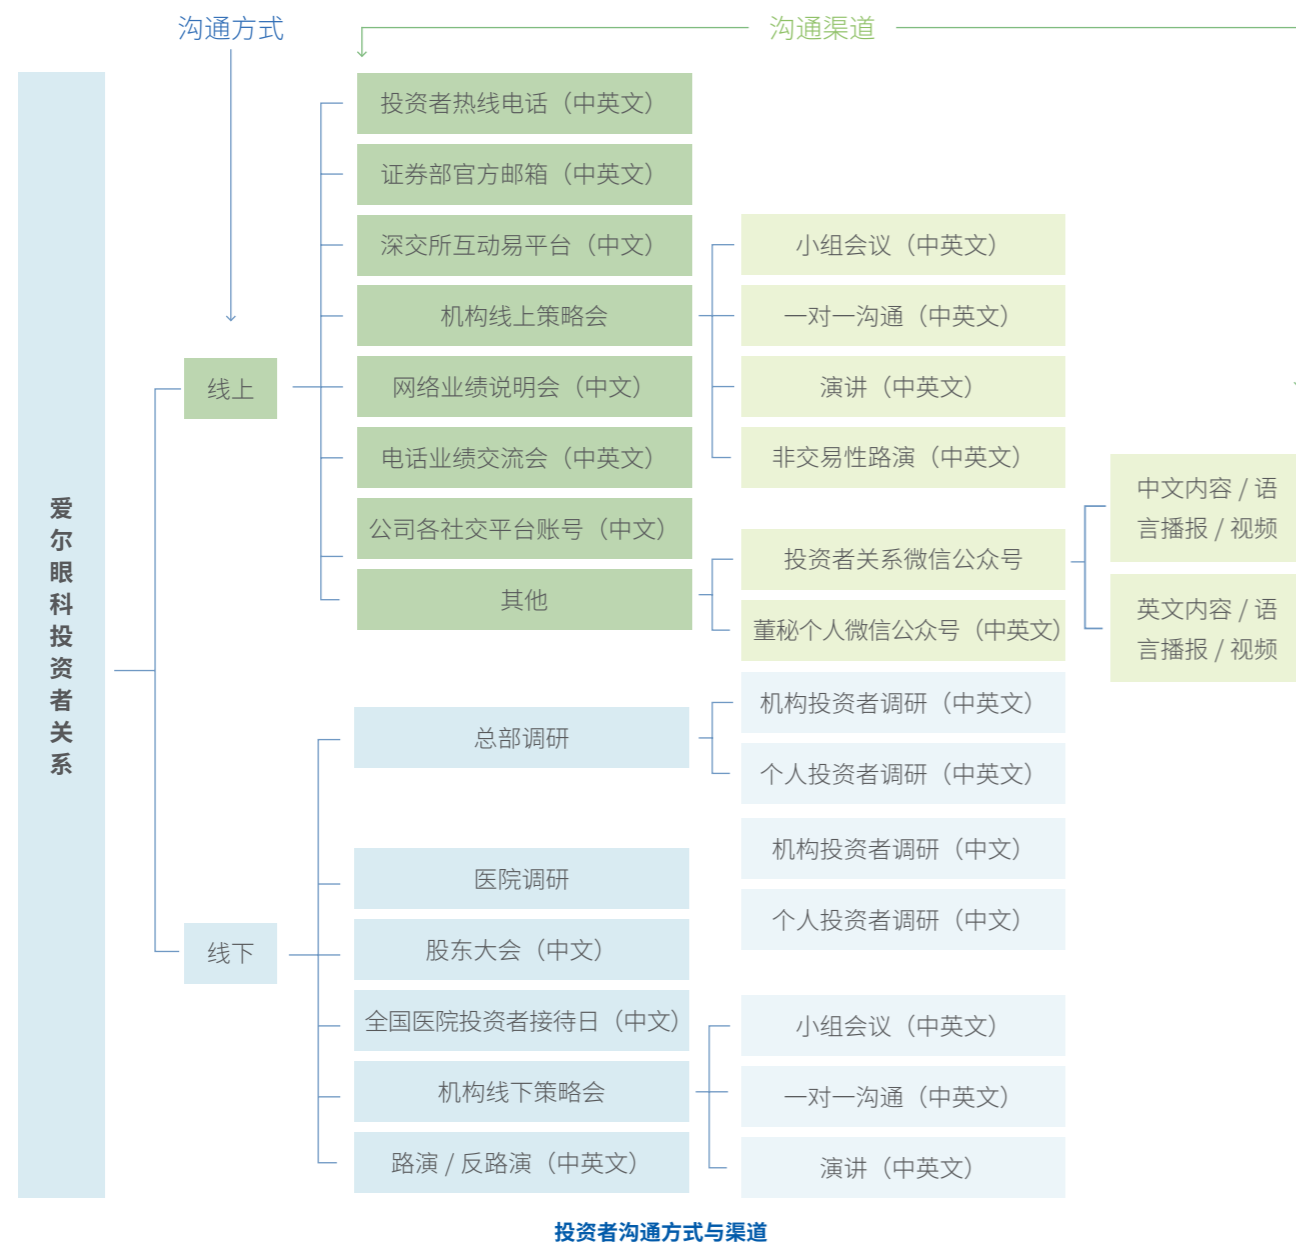 沟通方式
沟通渠道
爱尔眼科投资者关系
线上
投资者热线电话（中英文）
证券部官方邮箱（中英文）
深交所互动易平台（中文）
机构线上策略会
网络业绩说明会（中文）
电话业绩交流会（中英文）
公司各社交平台账号（中文）
其他
小组会议（中英文）
一对一沟通（中英文）
演讲（中英文）
非交易性路演（中英文）
投资者关系微信公众号
董秘个人微信公众号（中英文）
中文内容 / 语
言播报 / 视频
英文内容 / 语
言播报 / 视频
线下
总部调研
医院调研
股东大会（中文）
全国医院投资者接待日（中文）
机构线下策略会
路演 / 反路演（中英文）
机构投资者调研（中英文）
个人投资者调研（中英文）
机构投资者调研（中文）
个人投资者调研（中文）
小组会议（中英文）
一对一沟通（中英文）
演讲（中英文）
投资者沟通方式与渠道